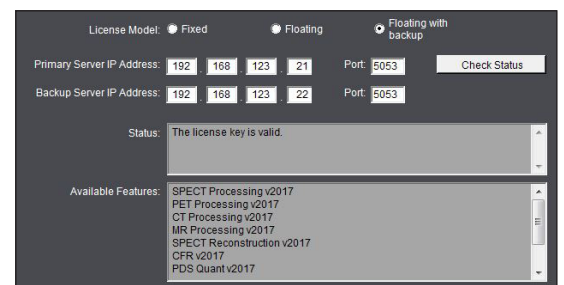 License Model: Fixed Floating Floating with backup
Primary Server IP Address: 192 . 168 . 123 . 21 Port: 5053 Check Status
Backup Server IP Address: 192 . 168 . 123 . 22 Port: 5053
Status: The license key is valid.
Available Features: SPECT Processing v2017
PET Processing v2017
CT Processing v2017
MR Processing v2017
SPECT Reconstruction v2017
CFR v2017
PDS Quant v2017